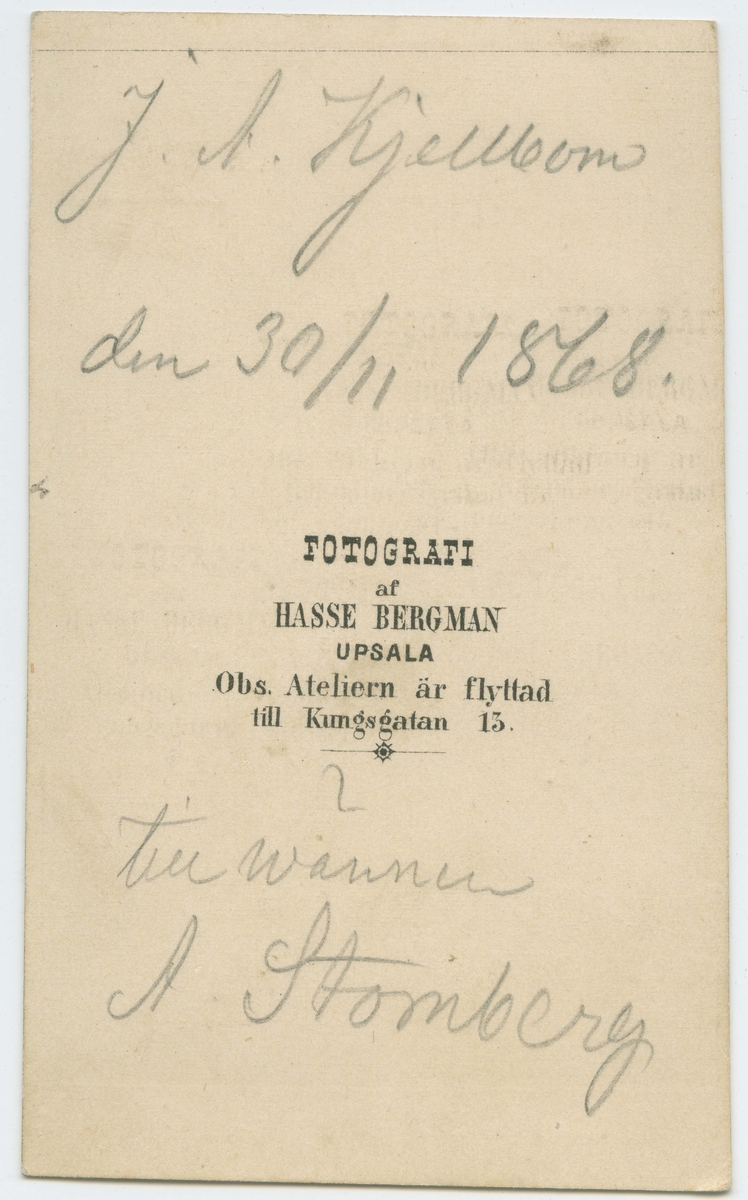 J. A. Kjellbom
den 30/11 1868.
FOTOGRAFI
af
HASSE BERGMAN
UPSALA
Obs. Ateliern är flyttad
till Kungsgatan 13.
2
till wännen
A Stomberg